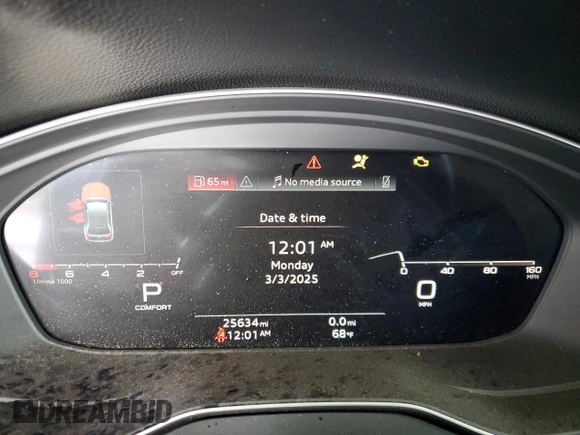 65 mi
No media source
Date & time
12:01 AM
Monday
3/3/2025
8 6 4 2 OFF
1/min x 1000
P
COMFORT
0 40 80 160
MPH
0
MPH
25634 mi 0.0 mi
12:01 AM 68°F
DREAMBID